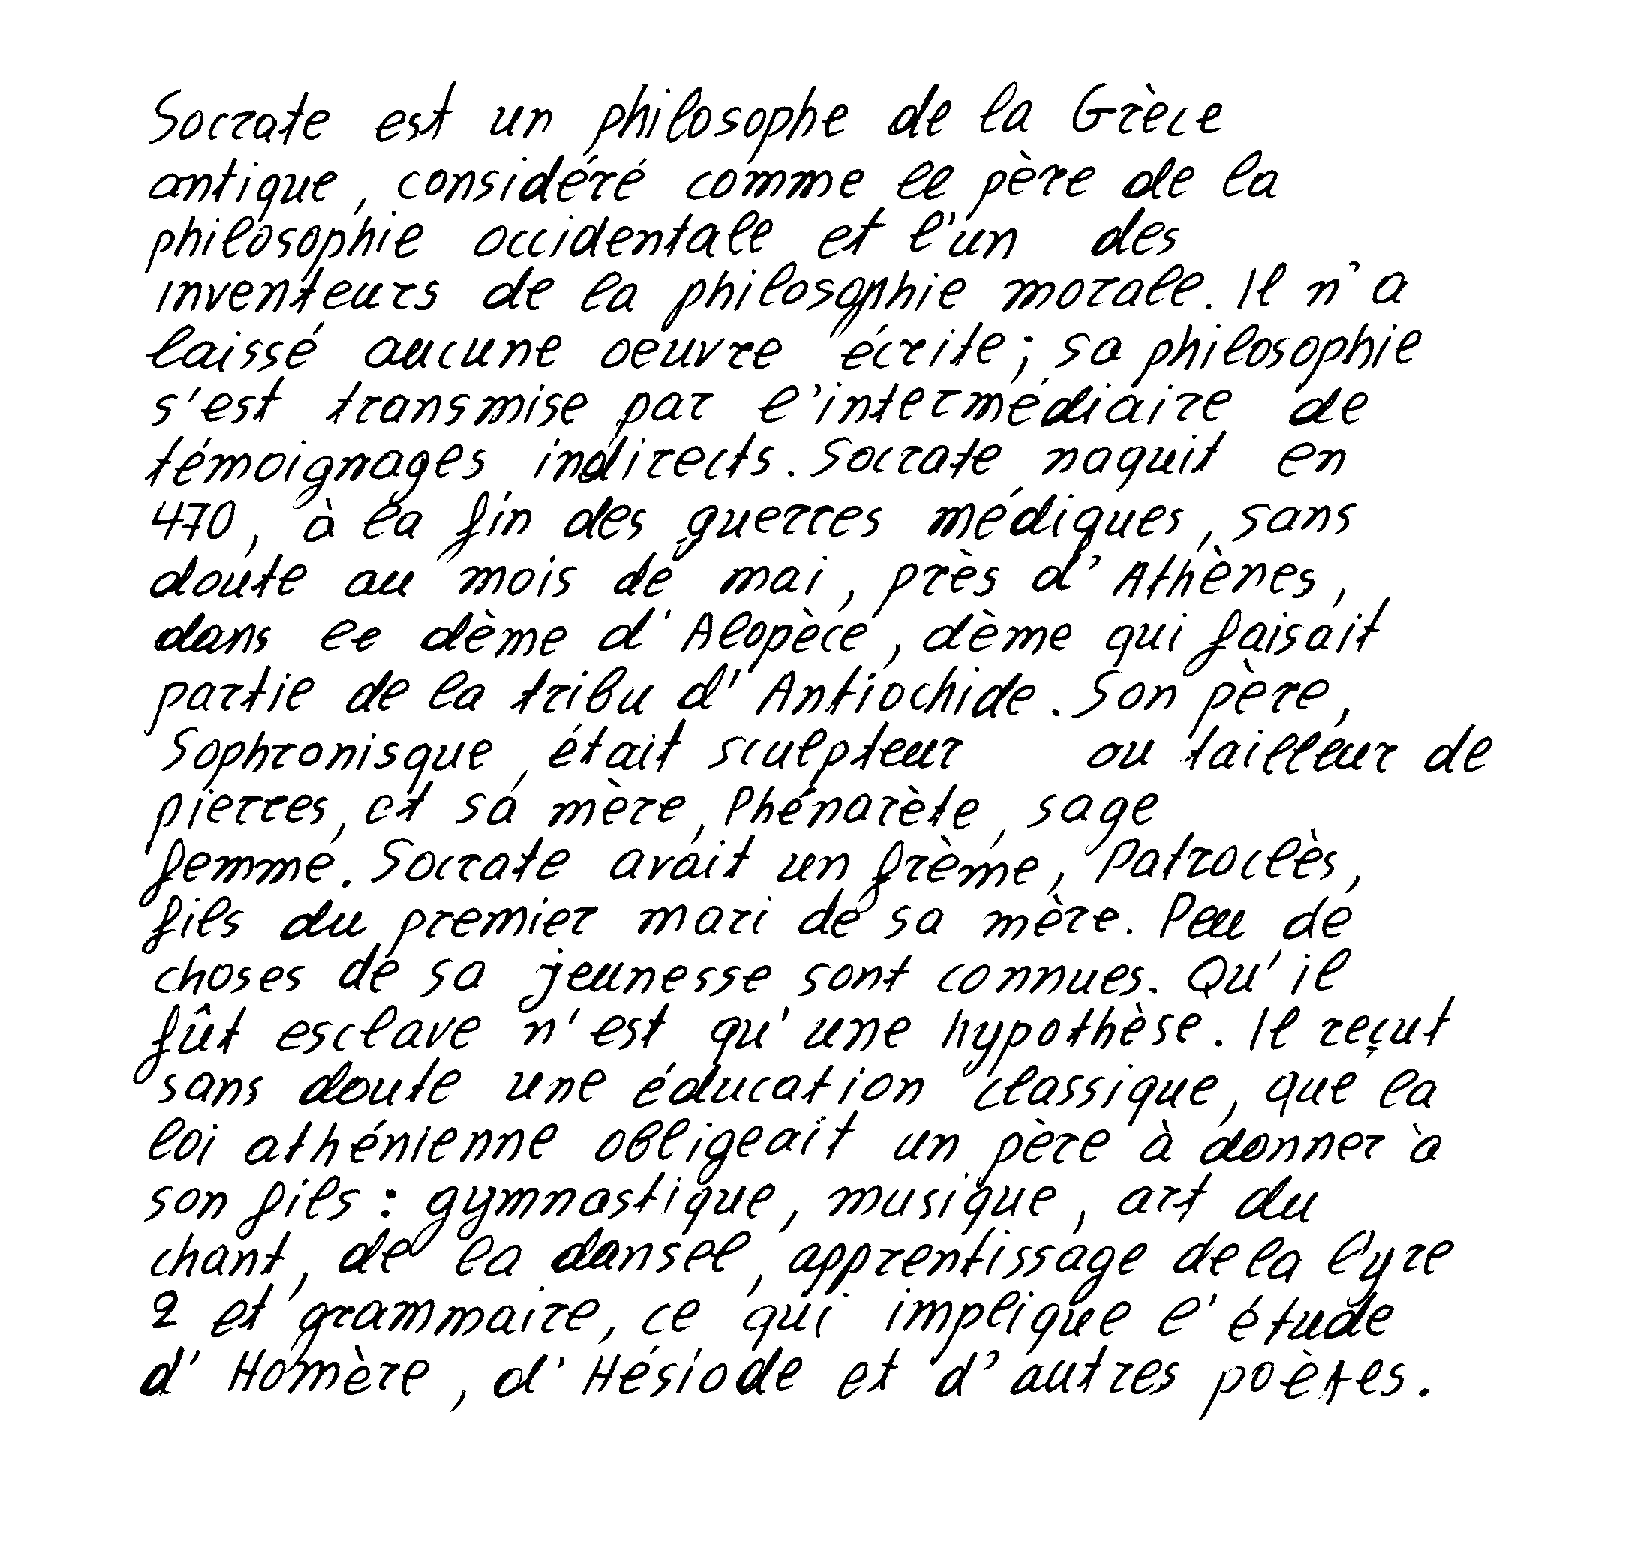 Socrate est un philosophe de la Grèce
antique, considéré comme le père de la
philosophie occidentale et l'un des
inventeurs de la philosophie morale. Il n'a
laissé aucune oeuvre écrite; sa philosophie
s'est transmise par l'intermédiaire de
témoignages indirects. Socrate naquit en
470, à la fin des guerres médiques, sans
doute au mois de mai, près d'Athènes,
dans le dème d'Alopèce, dème qui faisait
partie de la tribu d'Antiochide. Son père,
Sophronisque, était sculpteur ou tailleur de
pierres, et sa mère, Phénarète, sage
femme. Socrate avait un frème, Patroclès,
fils du premier mari de sa mère. Peu de
choses de sa jeunesse sont connues. Qu'il
fût esclave n'est qu'une hypothèse. Il reçut
sans doute une éducation classique, que la
loi athénienne obligeait un père à donner à
son fils : gymnastique, musique, art du
chant, de la dansel, apprentissage de la lyre
2 et grammaire, ce qui implique l'étude
d'Homère, d'Hésiode et d'autres poètes.